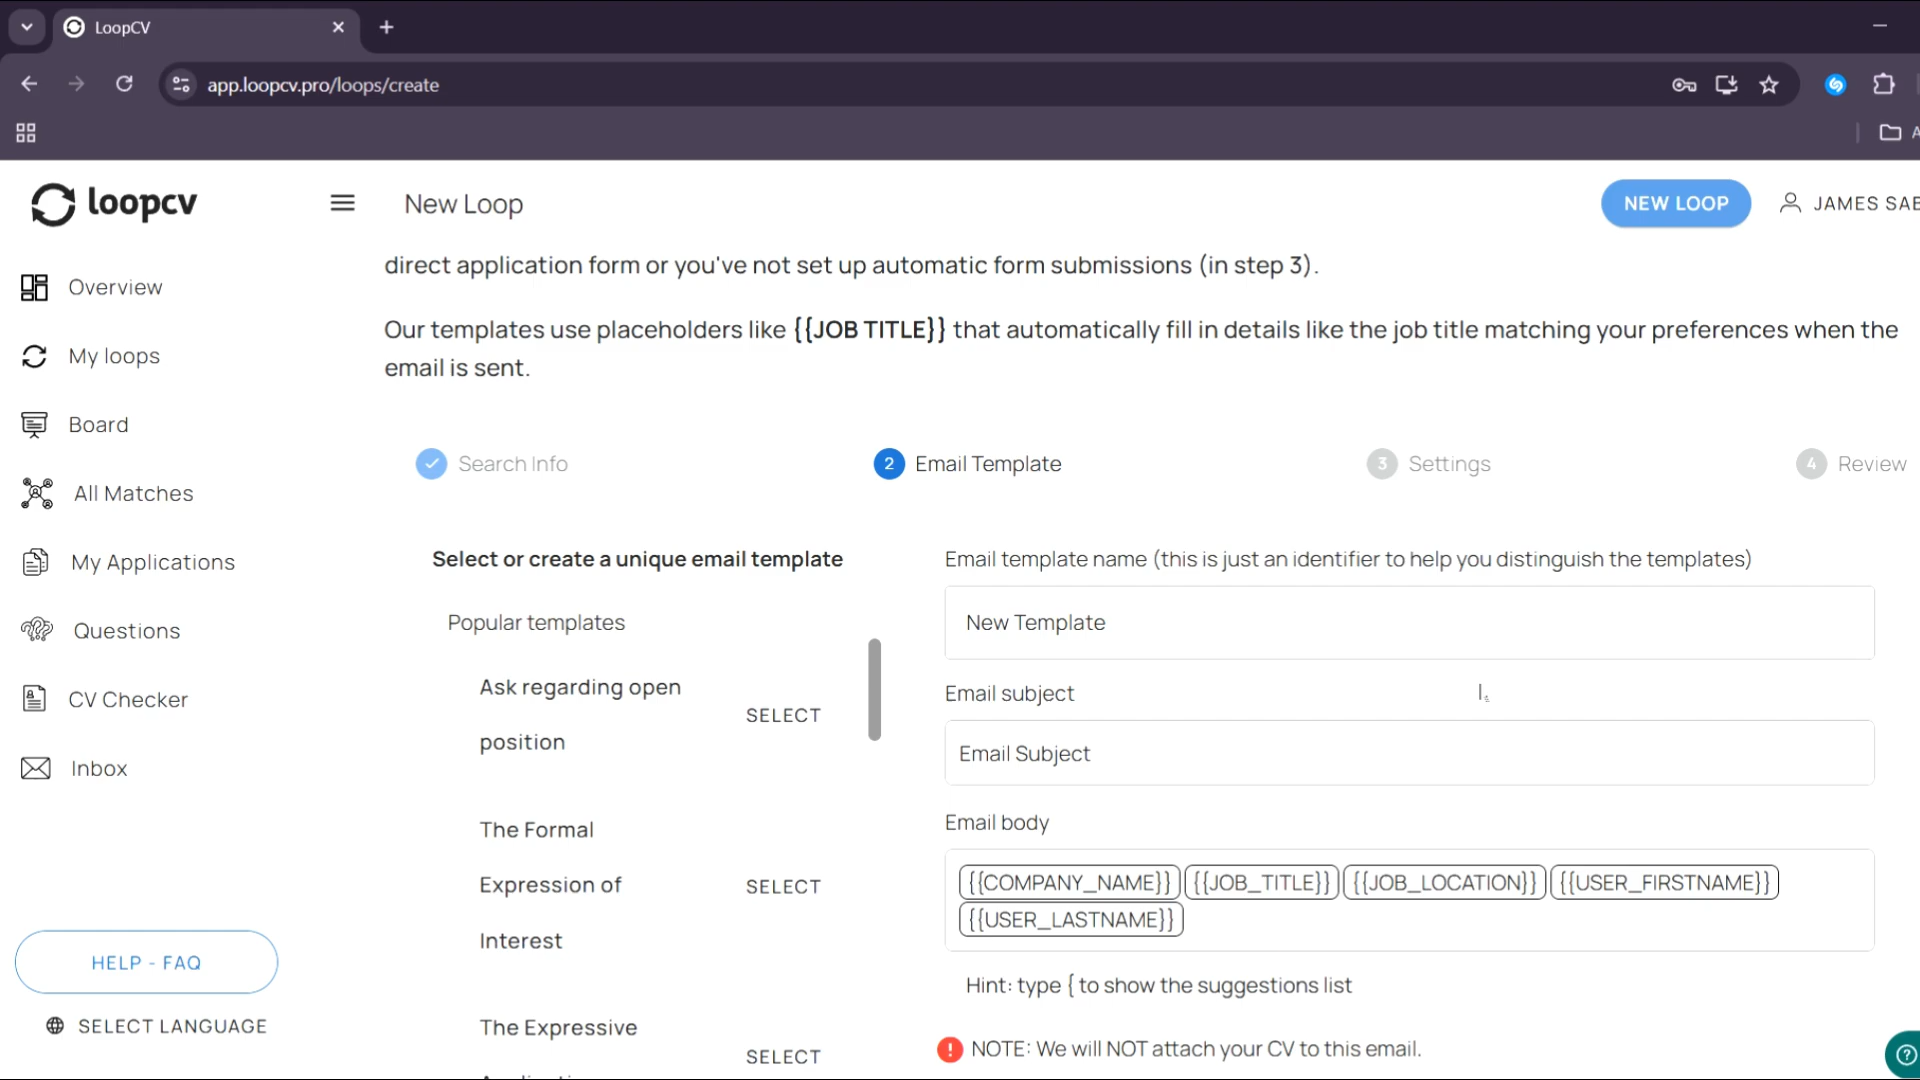 LoopCV
app.loopcv.pro/loops/create
A
loopcv
New Loop
NEW LOOP
JAMES SAB
Overview
My loops
Board
All Matches
My Applications
Questions
CV Checker
Inbox
HELP - FAQ
SELECT LANGUAGE
direct application form or you've not set up automatic form submissions (in step 3).
Our templates use placeholders like {{JOB TITLE}} that automatically fill in details like the job title matching your preferences when the
email is sent.
Search Info
2 Email Template
3 Settings
4 Review
Select or create a unique email template
Popular templates
Ask regarding open
position
SELECT
The Formal
Expression of
Interest
SELECT
The Expressive
SELECT
Email template name (this is just an identifier to help you distinguish the templates)
New Template
Email subject
Email Subject
Email body
{{COMPANY_NAME}} {{JOB_TITLE}} {{JOB_LOCATION}} {{USER_FIRSTNAME}}
{{USER_LASTNAME}}
Hint: type { to show the suggestions list
NOTE: We will NOT attach your CV to this email.